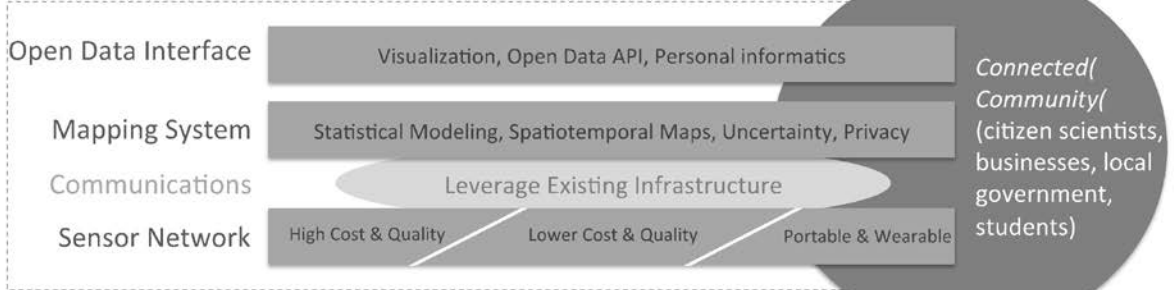 Open Data Interface
Visualization, Open Data API, Personal informatics
Mapping System
Statistical Modeling, Spatiotemporal Maps, Uncertainty, Privacy
Communications
Leverage Existing Infrastructure
Sensor Network
High Cost & Quality
Lower Cost & Quality
Portable & Wearable
Connected(
Community(
(citizen scientists,
businesses, local
government,
students)